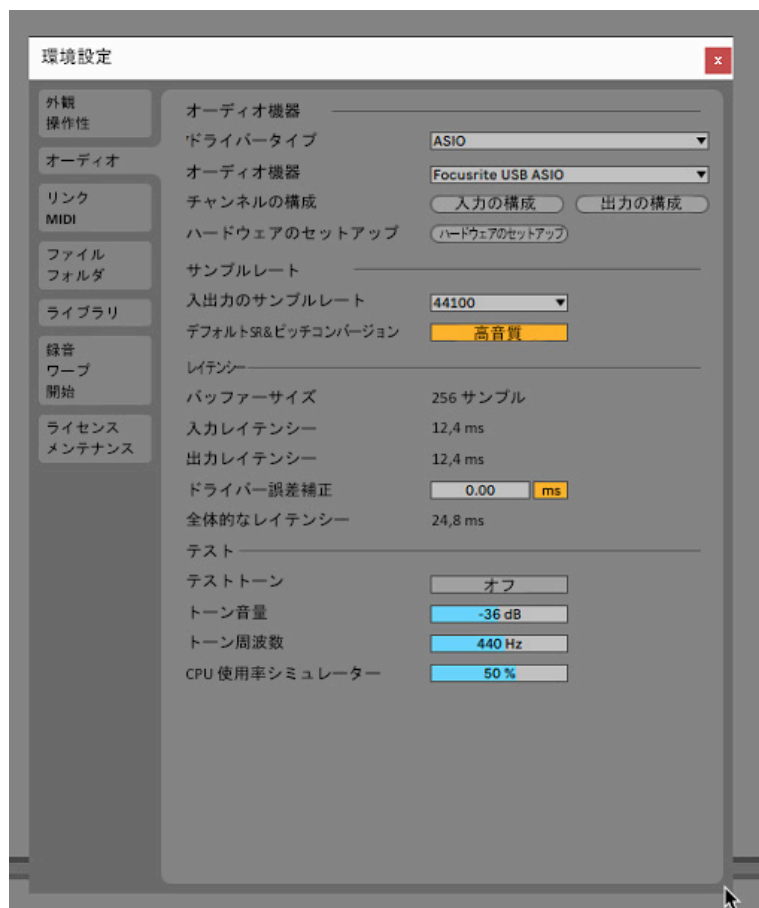 環境設定
x
外観
操作性
オーディオ
リンク
MIDI
ファイル
フォルダ
ライブラリ
録音
ワープ
開始
ライセンス
メンテナンス
オーディオ機器
ドライバータイプ ASIO
オーディオ機器 Focusrite USB ASIO
チャンネルの構成 入力の構成 出力の構成
ハードウェアのセットアップ ハードウェアのセットアップ
サンプルレート
入出力のサンプルレート 44100
デフォルトSR&ピッチコンバージョン 高音質
レイテンシー
バッファーサイズ 256 サンプル
入力レイテンシー 12,4 ms
出力レイテンシー 12,4 ms
ドライバー誤差補正 0.00 ms
全体的なレイテンシー 24,8 ms
テスト
テストトーン オフ
トーン音量 -36 dB
トーン周波数 440 Hz
CPU 使用率シミュレーター 50 %